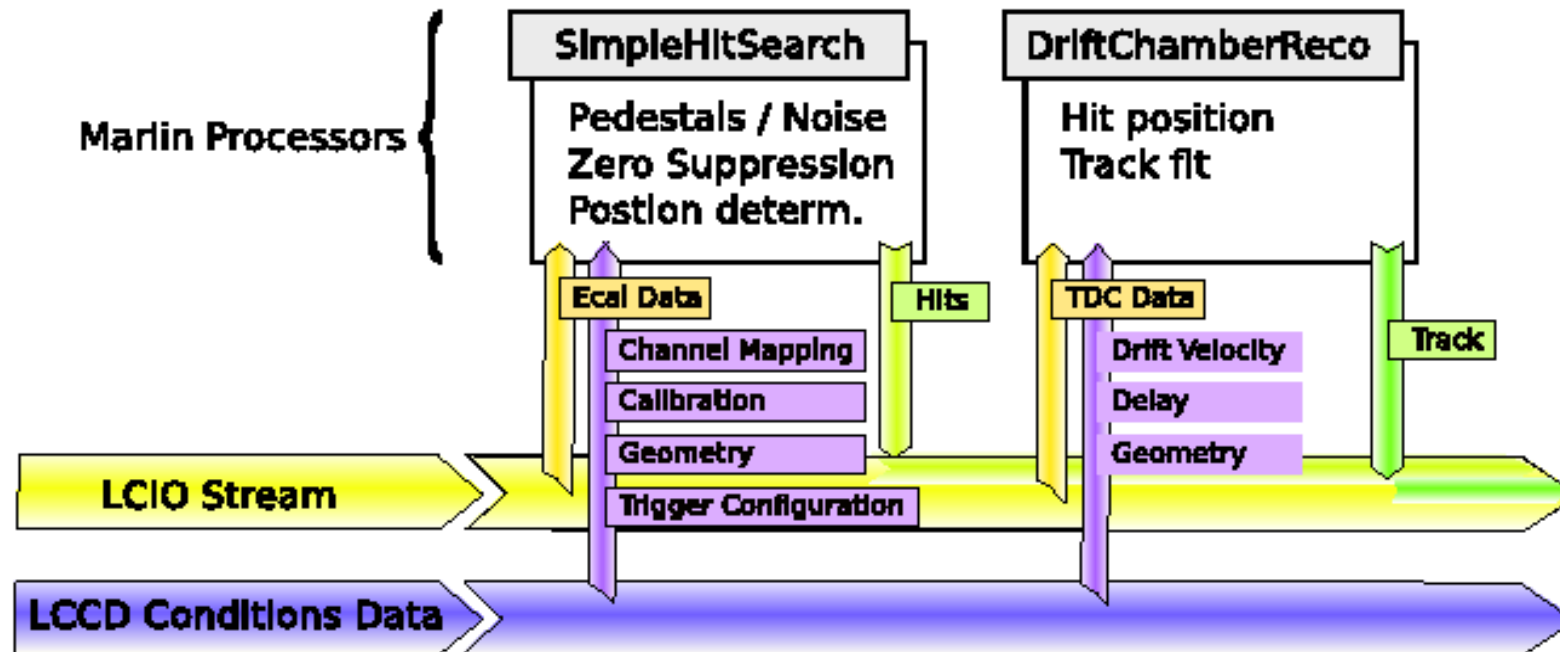 SimpleHitSearch
DriftChamberReco
Marlin Processors
Pedestals / Noise
Zero Suppression
Postion determ.
Hit position
Track fit
Ecal Data
Hits
TDC Data
Track
Channel Mapping
Calibration
Geometry
Trigger Configuration
Drift Velocity
Delay
Geometry
LCIO Stream
LCCD Conditions Data